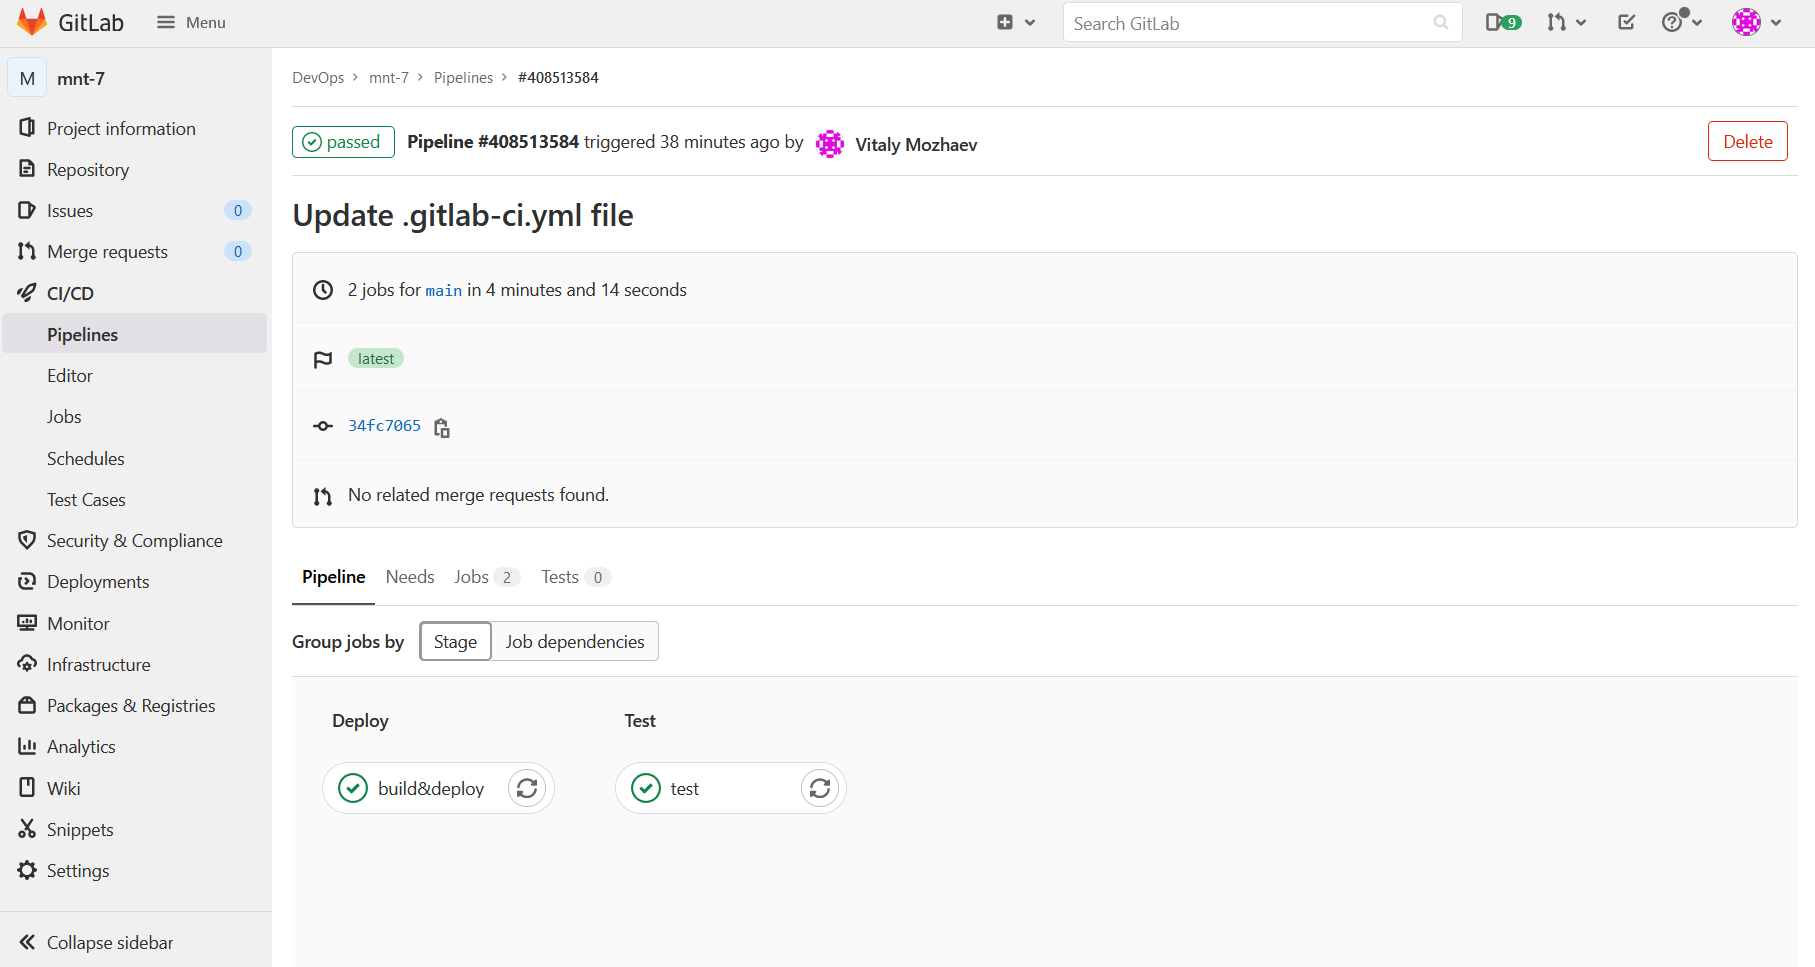 GitLab
Menu
Search GitLab
9
M mnt-7
Project information
Repository
Issues 0
Merge requests 0
CI/CD
Pipelines
Editor
Jobs
Schedules
Test Cases
Security & Compliance
Deployments
Monitor
Infrastructure
Packages & Registries
Analytics
Wiki
Snippets
Settings
Collapse sidebar
DevOps > mnt-7 > Pipelines > #408513584
passed Pipeline #408513584 triggered 38 minutes ago by Vitaly Mozhaev
Delete
Update .gitlab-ci.yml file
2 jobs for main in 4 minutes and 14 seconds
latest
34fc7065
No related merge requests found.
Pipeline Needs Jobs 2 Tests 0
Group jobs by Stage Job dependencies
Deploy Test
build&deploy test